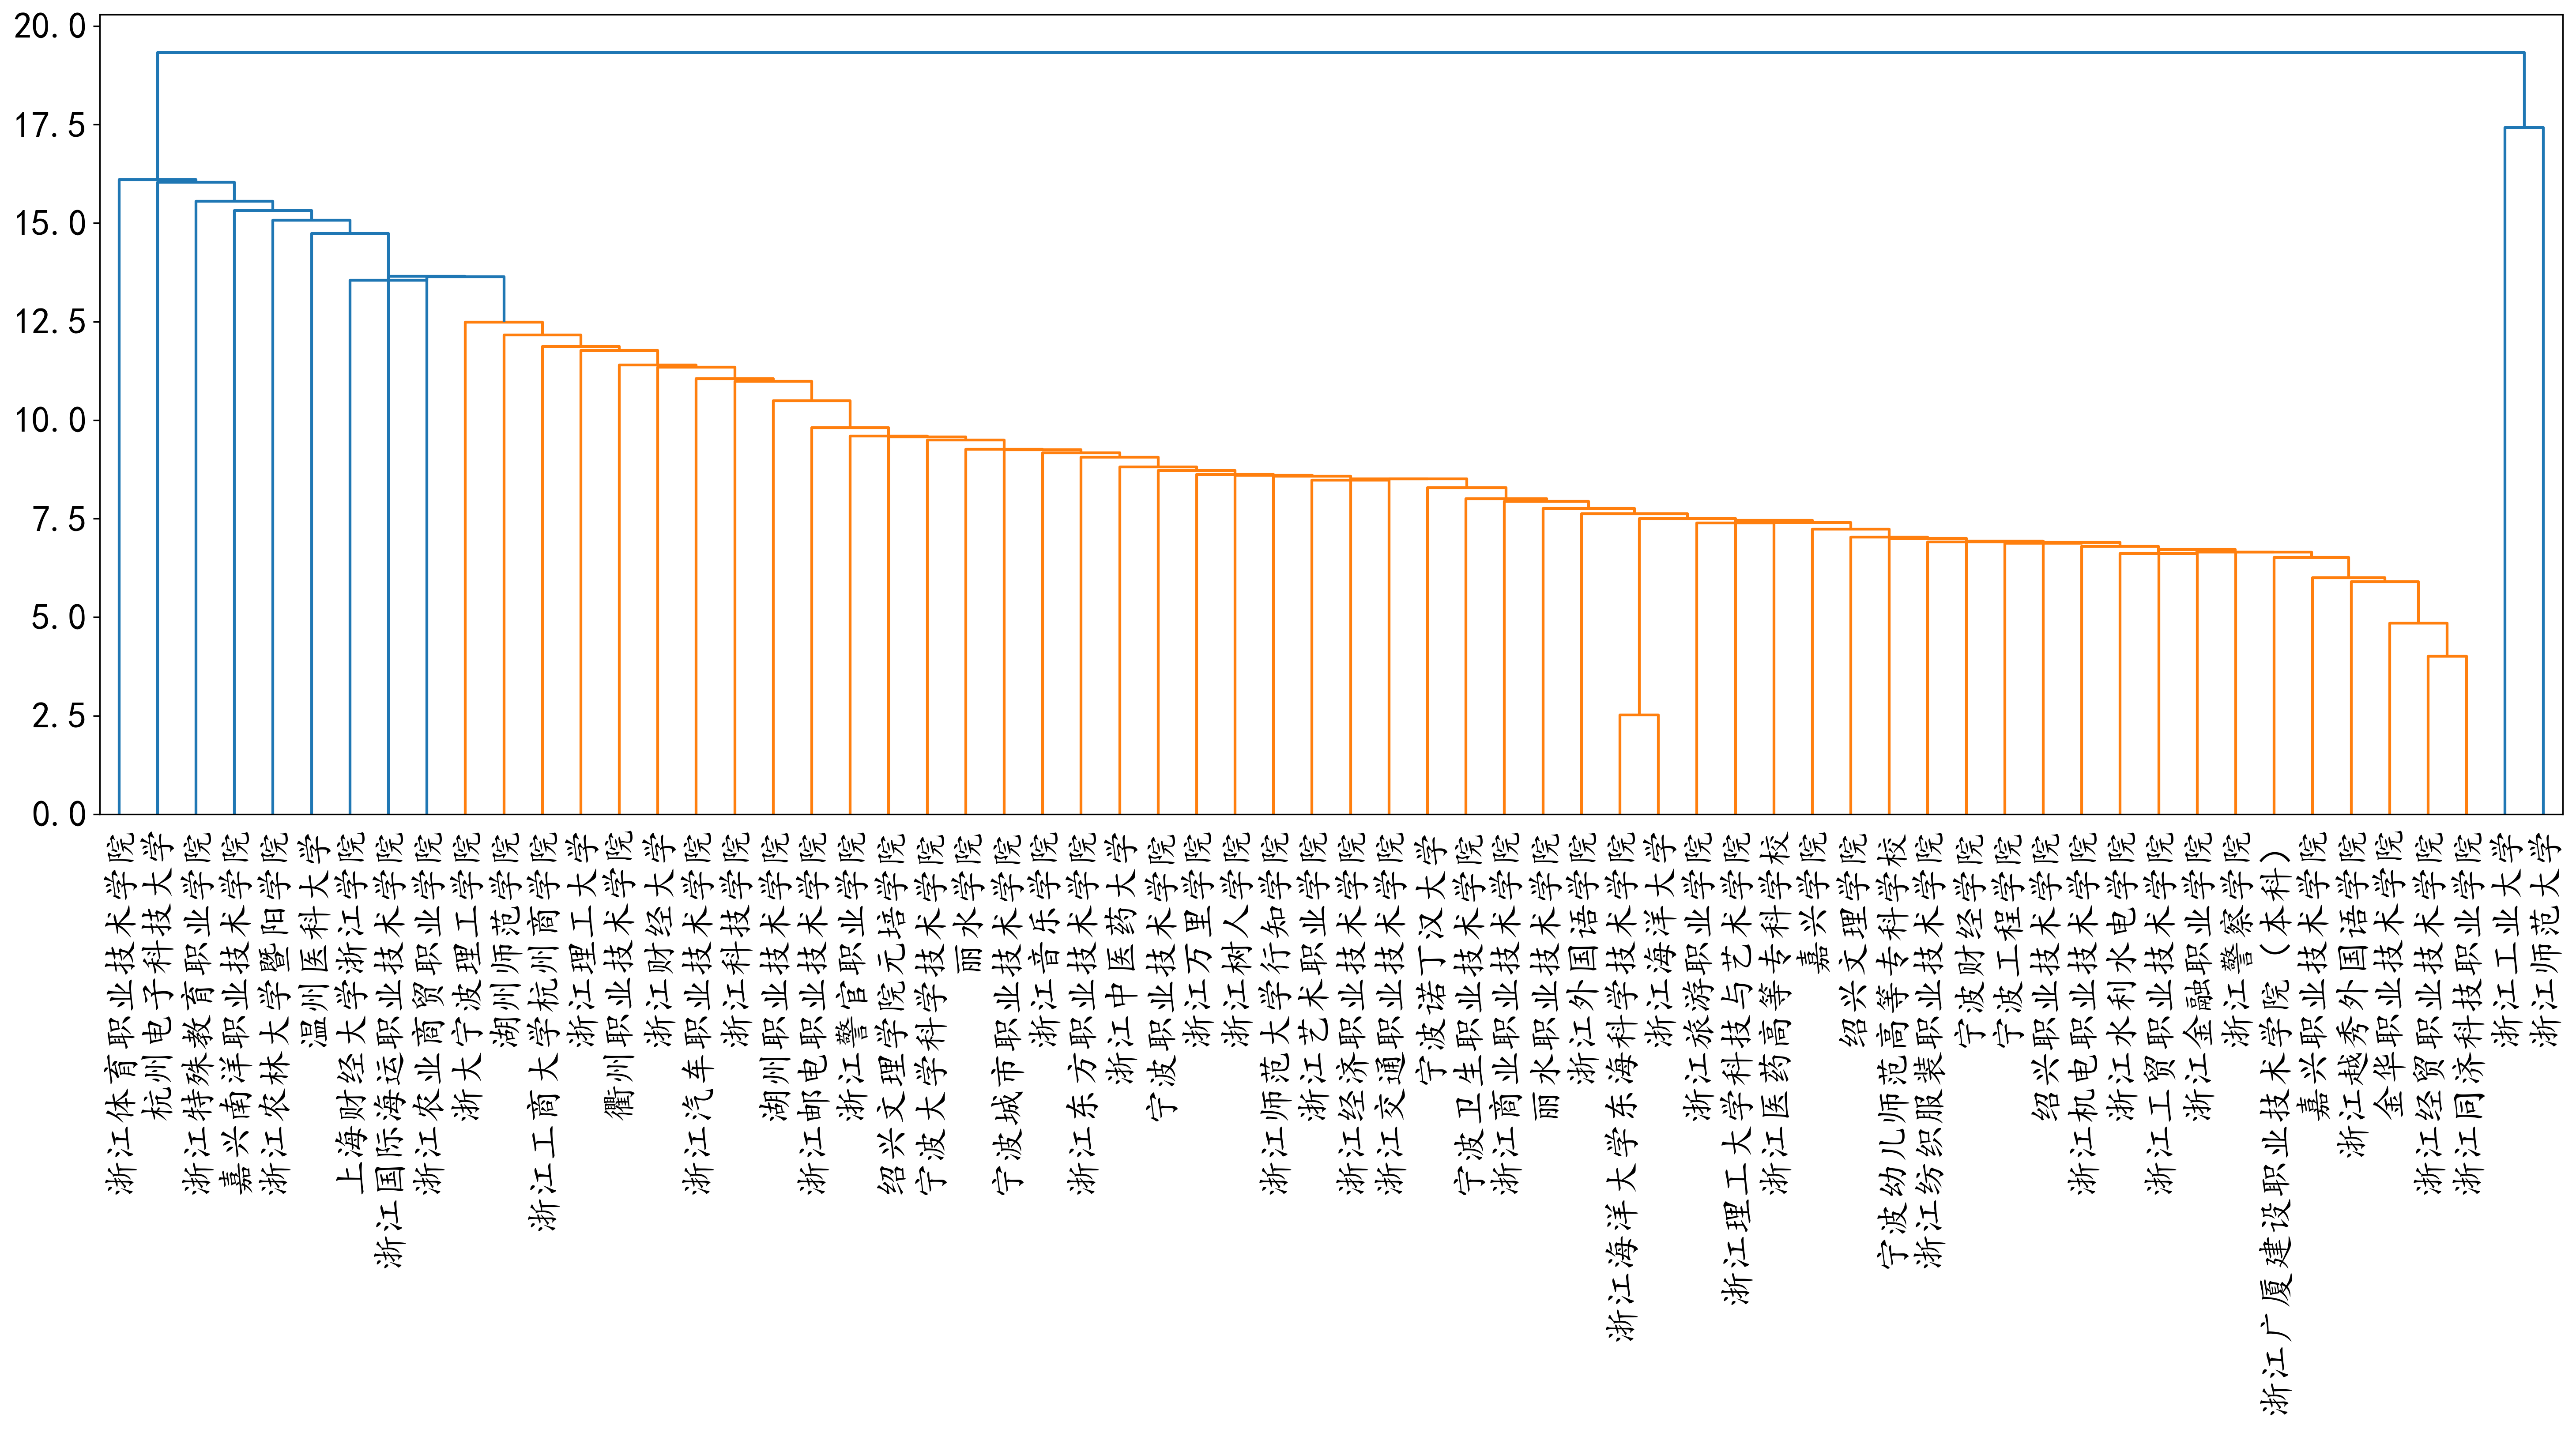 20.0
17.5
15.0
12.5
10.0
7.5
5.0
2.5
0.0
浙江体育职业技术学院
杭州电子科技大学
浙江特殊教育职业学院
嘉兴南洋职业技术学院
浙江农林大学暨阳学院
温州医科大学
上海财经大学浙江学院
浙江国际海运职业技术学院
浙江农业商贸职业学院
浙大宁波理工学院
湖州师范学院
浙江工商大学杭州商学院
浙江理工大学
衢州职业技术学院
浙江财经大学
浙江汽车职业技术学院
浙江科技学院
湖州职业技术学院
浙江邮电职业技术学院
浙江警官职业学院
绍兴文理学院元培学院
宁波大学科学技术学院
丽水学院
宁波城市职业技术学院
浙江音乐学院
浙江东方职业技术学院
浙江中医药大学
宁波职业技术学院
浙江万里学院
浙江树人学院
浙江师范大学行知学院
浙江艺术职业学院
浙江经济职业技术学院
浙江交通职业技术学院
宁波诺丁汉大学
宁波卫生职业技术学院
浙江商业职业技术学院
丽水职业技术学院
浙江外国语学院
浙江海洋大学东海科学技术学院
浙江海洋大学
浙江旅游职业学院
浙江理工大学科技与艺术学院
浙江医药高等专科学校
嘉兴学院
绍兴文理学院
宁波幼儿师范高等专科学校
浙江纺织服装职业技术学院
宁波财经学院
宁波工程学院
绍兴职业技术学院
浙江机电职业技术学院
浙江水利水电学院
浙江工贸职业技术学院
浙江金融职业学院
浙江警察学院
浙江广厦建设职业技术学院（本科）
嘉兴职业技术学院
浙江越秀外国语学院
金华职业技术学院
浙江经贸职业技术学院
浙江同济科技职业学院
浙江工业大学
浙江师范大学